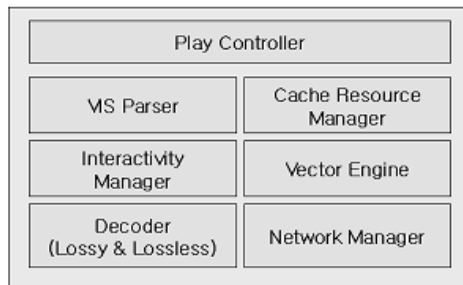 Play Controller
VIS Parser
Cache Resource
Manager
Interactivity
Manager
Vector Engine
Decoder
(Lossy & Lossless)
Network Manager